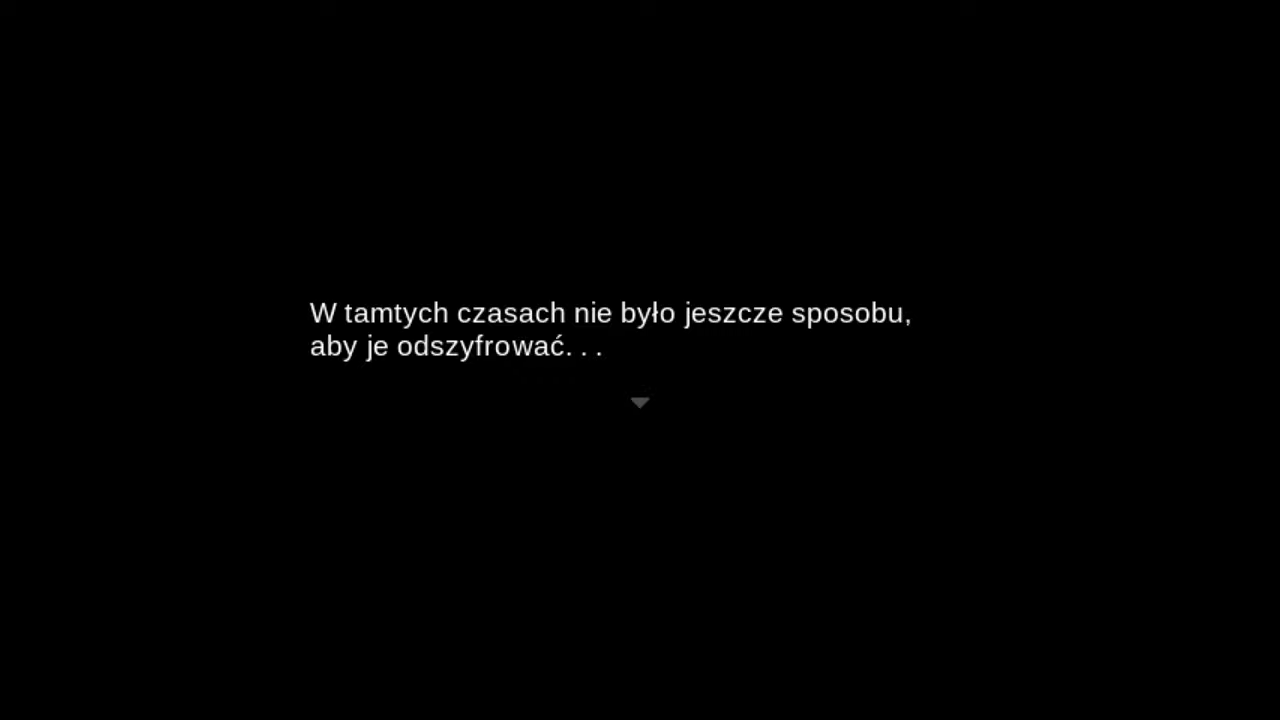 W tamtych czasach nie było jeszcze sposobu,
aby je odszyfrować. . .